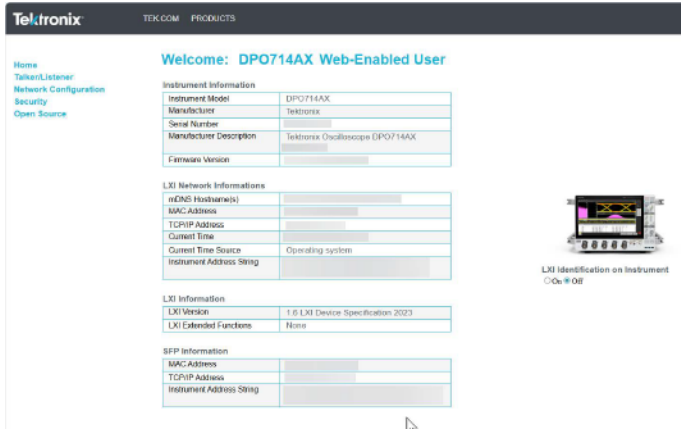 Tektronix
TEK.COM PRODUCTS
Home
Talker/Listener
Network Configuration
Security
Open Source
Welcome: DPO714AX Web-Enabled User
Instrument Information
Instrument Model DPO714AX
Manufacturer Tektronix
Serial Number
Manufacturer Description Tektronix Oscilloscope DPO714AX
Firmware Version
LXI Network Informations
mDNS Hostname(s)
MAC Address
TCP/IP Address
Current Time
Current Time Source Operating system
Instrument Address String
LXI Identification on Instrument
On Off
LXI Information
LXI Version 1.6 LXI Device Specification 2023
LXI Extended Functions None
SFP Information
MAC Address
TCP/IP Address
Instrument Address String